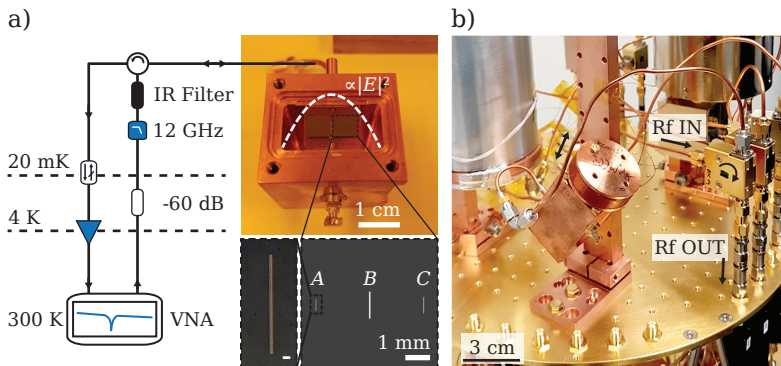 a)
IR Filter
12 GHz
20 mK
-60 dB
4 K
300 K
VNA
∝|E|²
1 cm
A
B
C
1 mm
b)
Rf IN
Rf OUT
3 cm